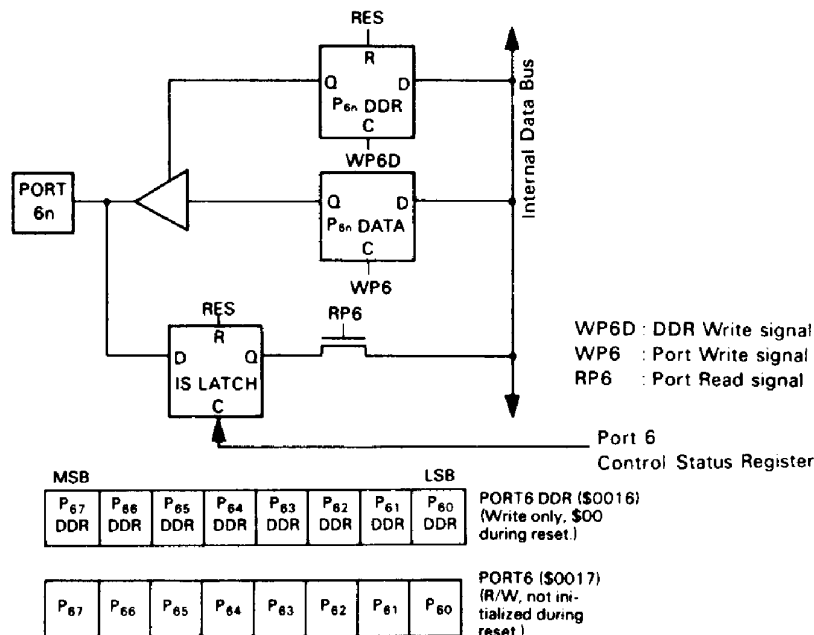 RES
R
Q D
P6n DDR
C
WP6D
Internal Data Bus
PORT
6n
Q D
P6n DATA
C
WP6
RES
R
D Q
IS LATCH
C
RP6
WP6D : DDR Write signal
WP6 : Port Write signal
RP6 : Port Read signal
Port 6
Control Status Register
MSB LSB
P67 P66 P65 P64 P63 P62 P61 P60
DDR DDR DDR DDR DDR DDR DDR DDR
PORT6 DDR ($0016)
(Write only, $00
during reset.)
P67 P66 P65 P64 P63 P62 P61 P60
PORT6 ($0017)
(R/W, not ini-
tialized during
reset.)